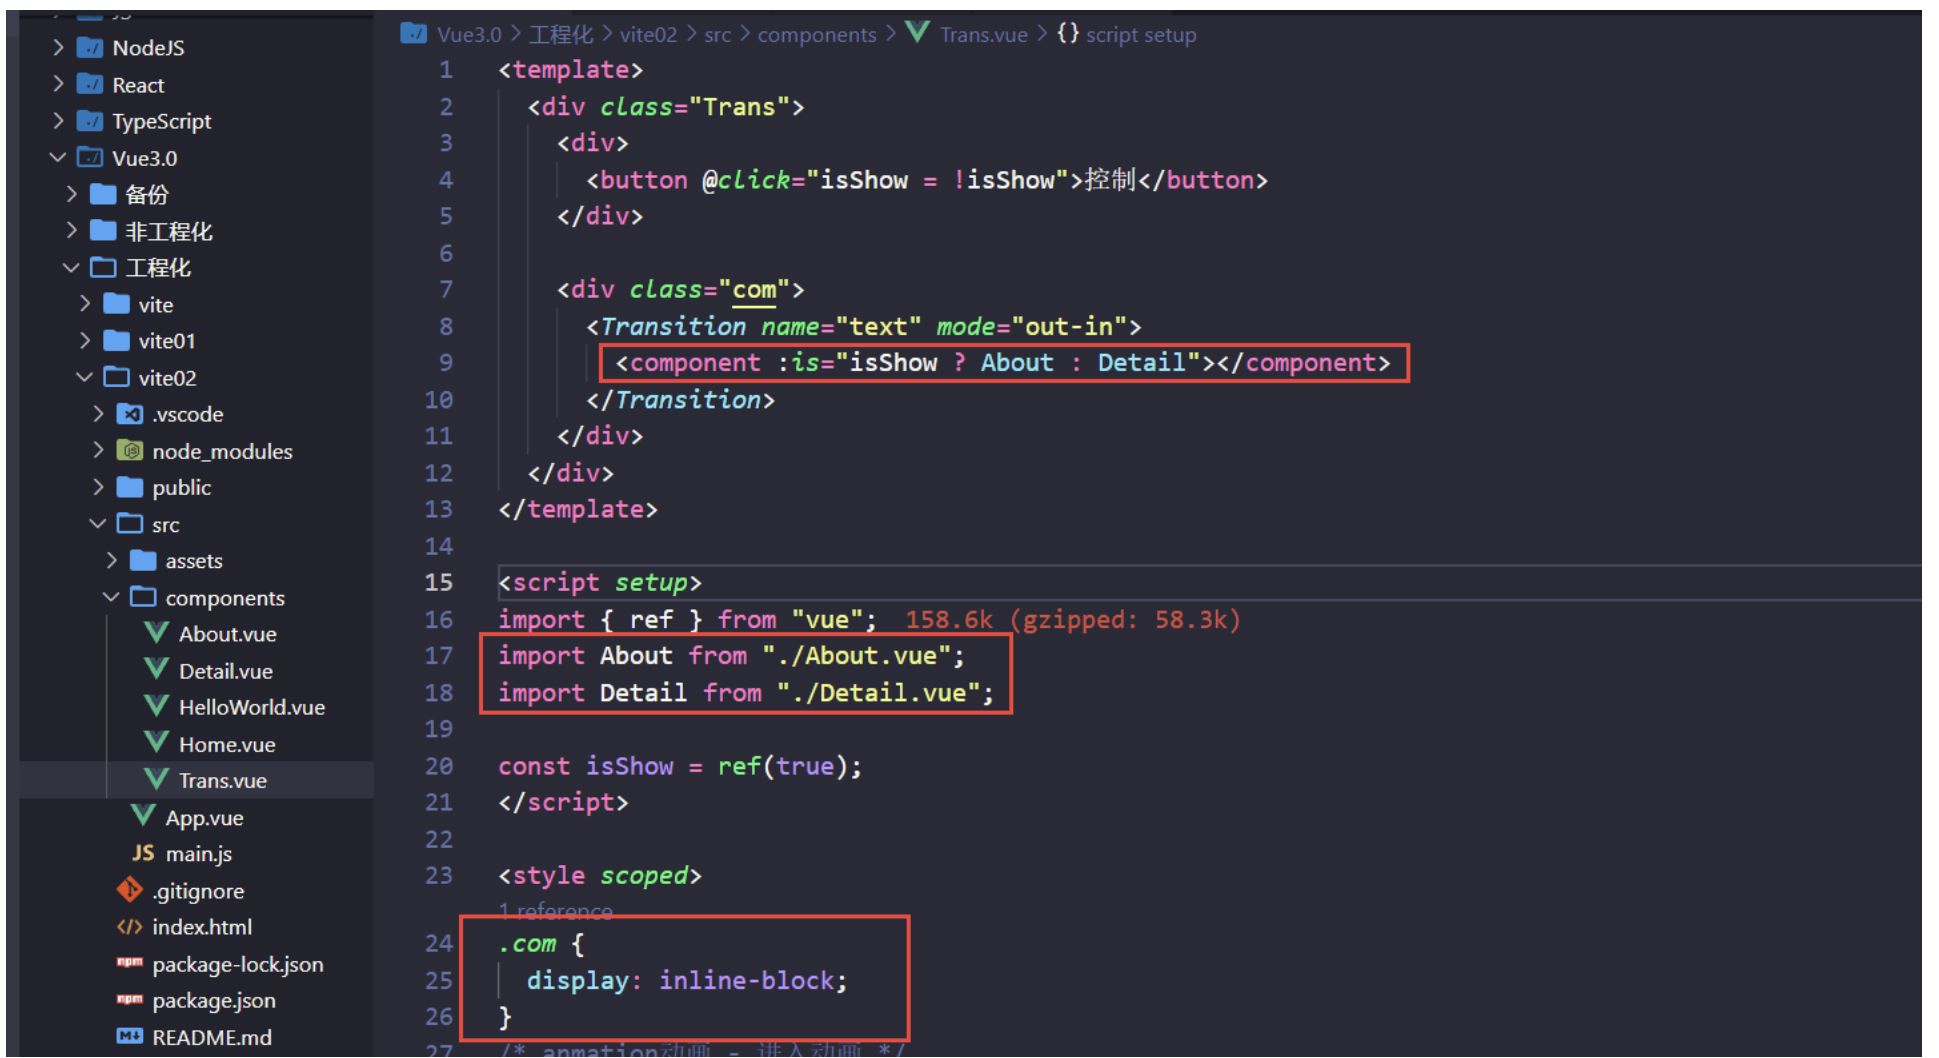 NodeJS
React
TypeScript
Vue3.0
备份
非工程化
工程化
vite
vite01
vite02
.vscode
node_modules
public
src
assets
components
About.vue
Detail.vue
HelloWorld.vue
Home.vue
Trans.vue
App.vue
JS main.js
.gitignore
index.html
package-lock.json
package.json
README.md
Vue3.0 > 工程化 > vite02 > src > components > Trans.vue > {} script setup
1 <template>
2 <div class="Trans">
3 <div>
4 <button @click="isShow = !isShow">控制</button>
5 </div>
6
7 <div class="com">
8 <Transition name="text" mode="out-in">
9 <component :is="isShow ? About : Detail"></component>
10 </Transition>
11 </div>
12 </div>
13 </template>
14
15 <script setup>
16 import { ref } from "vue"; 158.6k (gzipped: 58.3k)
17 import About from "./About.vue";
18 import Detail from "./Detail.vue";
19
20 const isShow = ref(true);
21 </script>
22
23 <style scoped>
1 reference
24 .com {
25 display: inline-block;
26 }
27 /* anmation动画 - 进入动画 */